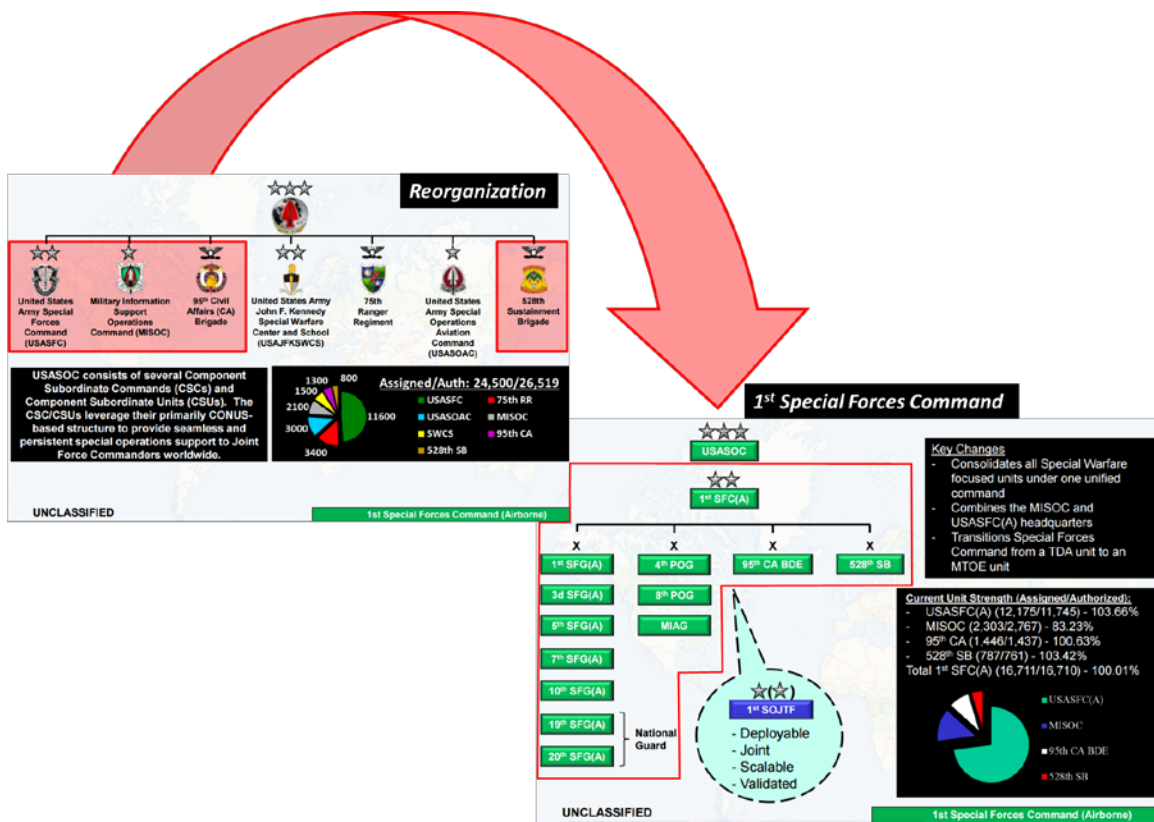 Reorganization
United States
Army Special
Forces
Command
(USASFC)
Military Information
Support
Operations
Command (MISOC)
95th Civil
Affairs (CA)
Brigade
United States Army
John F. Kennedy
Special Warfare
Center and School
(USAJFKSWCS)
75th
Ranger
Regiment
United States
Army Special
Operations
Aviation
Command
(USASOAC)
528th
Sustainment
Brigade
USASOC consists of several Component
Subordinate Commands (CSCs) and
Component Subordinate Units (CSUs). The
CSC/CSUs leverage their primarily CONUS-
based structure to provide seamless and
persistent special operations support to Joint
Force Commanders worldwide.
1300
800
1500
2100
3000
3400
11600
Assigned/Auth: 24,500/26,519
USASFC
75th RR
USASOAC
MISOC
SWCS
95th CA
528th SB
UNCLASSIFIED
1st Special Forces Command (Airborne)
1st Special Forces Command
USASOC
1st SFC(A)
X
X
X
X
1st SFG(A)
4th POG
95th CA BDE
528th SB
3d SFG(A)
8th POG
5th SFG(A)
MIAG
7th SFG(A)
10th SFG(A)
19th SFG(A)
20th SFG(A)
National
Guard
( )
1st SOJTF
- Deployable
- Joint
- Scalable
- Validated
Key Changes
- Consolidates all Special Warfare
focused units under one unified
command
- Combines the MISOC and
USASFC(A) headquarters
- Transitions Special Forces
Command from a TDA unit to an
MTOE unit
Current Unit Strength (Assigned/Authorized):
- USASFC(A) (12,175/11,745) - 103.66%
- MISOC (2,303/2,767) - 83.23%
- 95th CA (1,446/1,437) - 100.63%
- 528th SB (787/761) - 103.42%
Total 1st SFC(A) (16,711/16,710) - 100.01%
USASFC(A)
MISOC
95th CA BDE
528th SB
UNCLASSIFIED
1st Special Forces Command (Airborne)